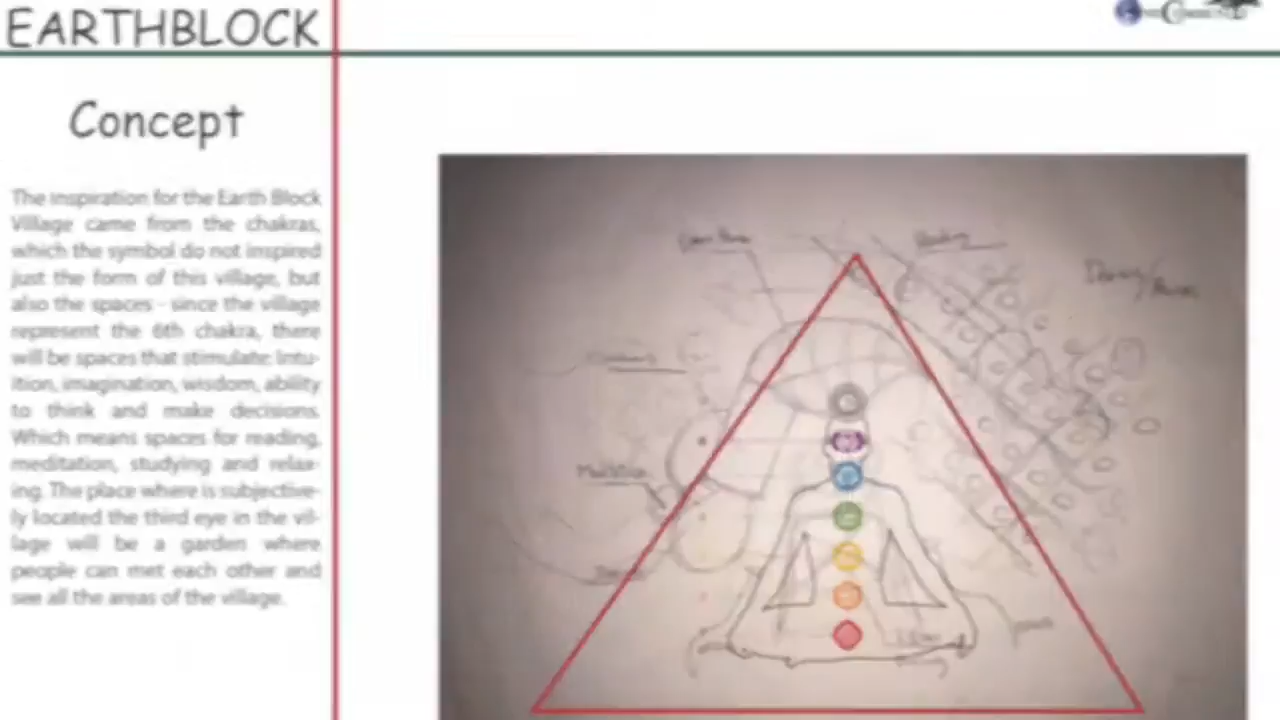 EARTHBLOCK
Concept
The inspiration for the Earth Block
Village came from the chakras,
which the symbol do not inspired
just the form of this village, but
also the spaces - since the village
represent the 6th chakra, there
will be spaces that stimulate: Intu-
ition, imagination, wisdom, ability
to think and make decisions.
Which means spaces for reading,
meditation, studying and relax-
ing. The place where is subjective-
ly located the third eye in the vil-
lage will be a garden where
people can met each other and
see all the areas of the village.